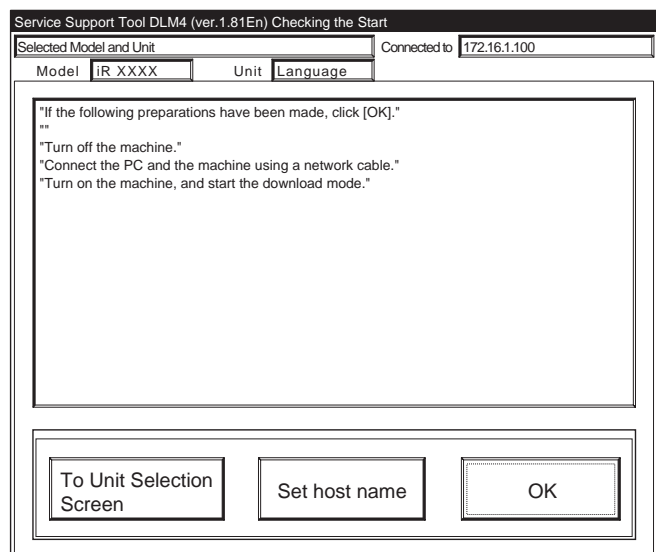 Service Support Tool DLM4 (ver.1.81En) Checking the Start
Selected Model and Unit Connected to 172.16.1.100
Model iR XXXX Unit Language
"If the following preparations have been made, click [OK]."
""
"Turn off the machine."
"Connect the PC and the machine using a network cable."
"Turn on the machine, and start the download mode."
To Unit Selection
Screen
Set host name
OK